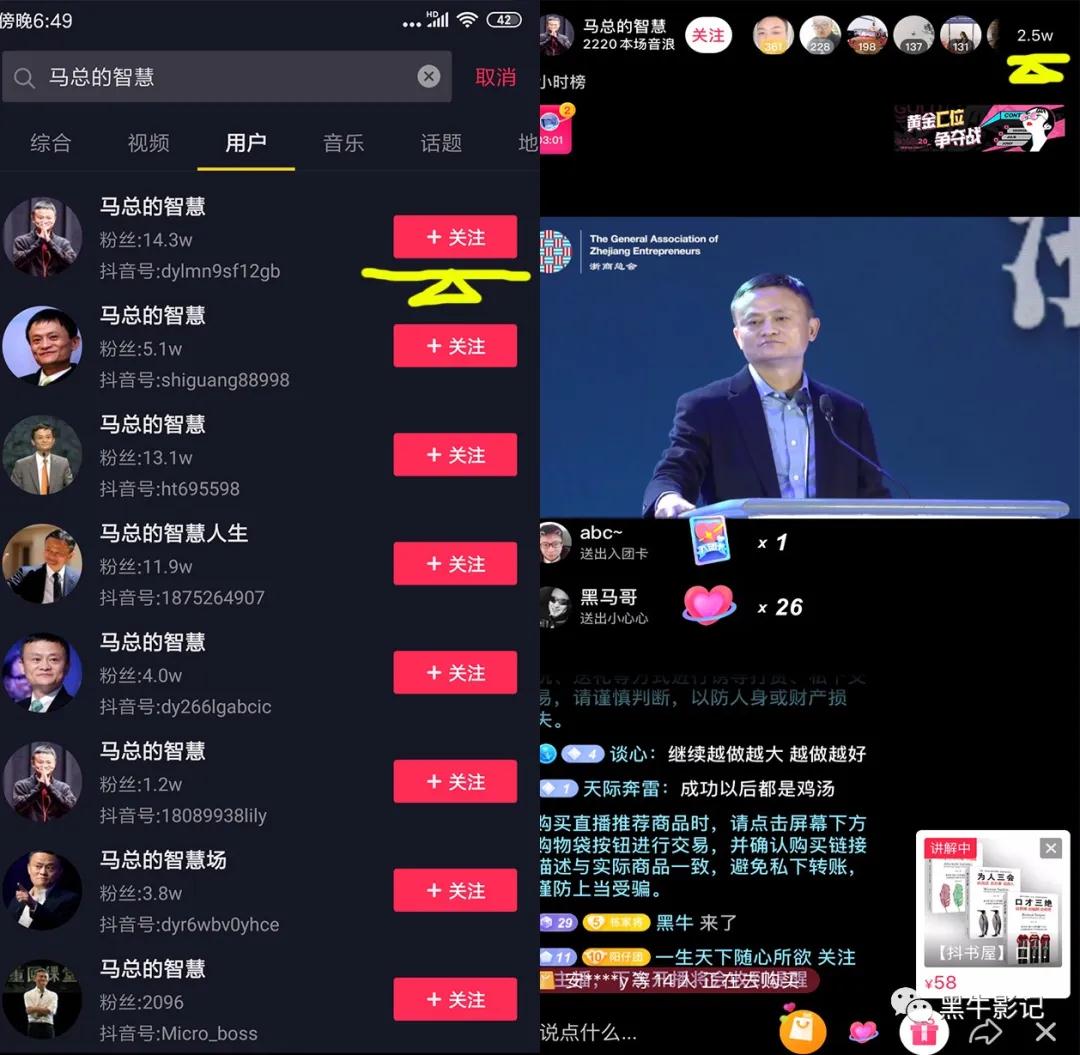 傍晚6:49
HD
42
马总的智慧
取消
综合
视频
用户
音乐
话题
地
马总的智慧
粉丝:14.3w
+ 关注
抖音号:dylmn9sf12gb
马总的智慧
粉丝:5.1w
+ 关注
抖音号:shiguang88998
马总的智慧
粉丝:13.1w
+ 关注
抖音号:ht695598
马总的智慧人生
粉丝:11.9w
+ 关注
抖音号:1875264907
马总的智慧
粉丝:4.0w
+ 关注
抖音号:dy266lgabcic
马总的智慧
粉丝:1.2w
+ 关注
抖音号:18089938lily
马总的智慧场
粉丝:3.8w
+ 关注
抖音号:dyr6wbv0yhce
马总的智慧
粉丝:2096
+ 关注
抖音号:Micro_boss
马总的智慧
2220本场音浪
关注
361
228
198
137
131
2.5w
小时榜
2
03:01
黄金C位
争夺战
The General Association of
Zhejiang Entrepreneurs
浙商总会
abc~
送出入团卡
x 1
黑马哥
送出小心心
x 26
易，请谨慎判断，以防人身或财产损
失。
4 谈心：继续越做越大 越做越好
1 天际奔雷：成功以后都是鸡汤
购买直播推荐商品时，请点击屏幕下方
购物袋按钮进行交易，并确认购买链接
描述与实际商品一致，避免私下转账，
谨防上当受骗。
29 5 黑牛 来了
11 10 阳仔团 一生天下随心所欲 关注
安t****y等 14人 正在去购买
讲解中
为人三会
口才三绝
【抖书屋】口
¥58
黑牛影记
说点什么...